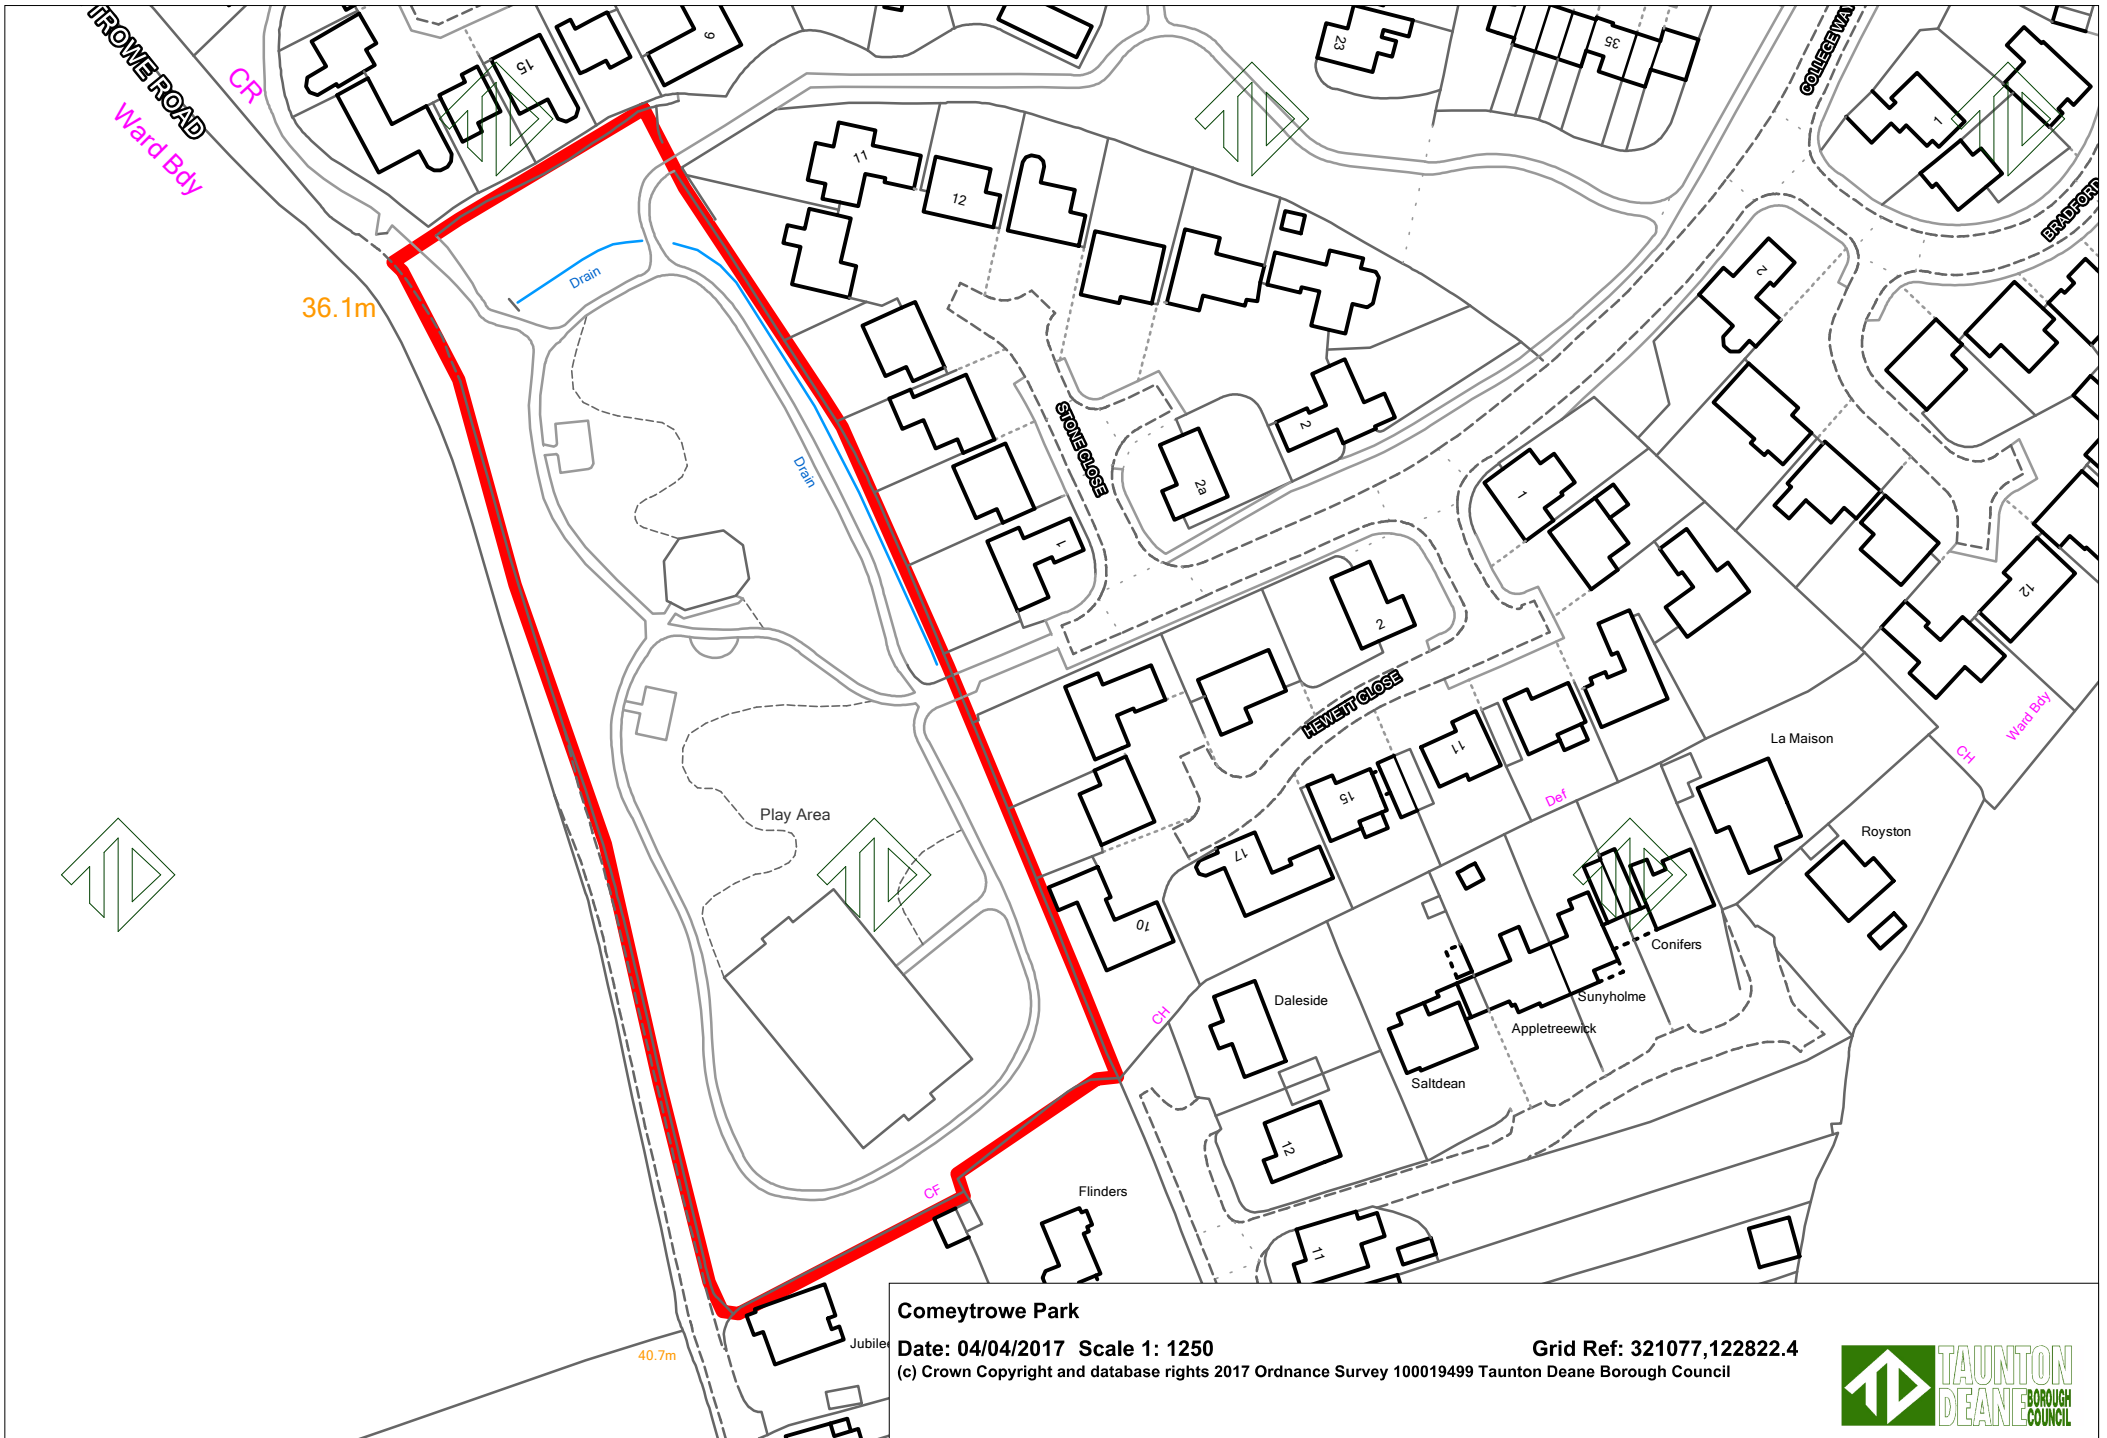 TROWE ROAD
CR
Ward Bdy
15
9
23
35
COLLEGE WAY
1
BRADFORD
11
12
2
36.1m
Drain
Drain
STONE CLOSE
2
2a
1
1
2
12
HEWETT CLOSE
Ward Bdy
CH
La Maison
11
15
Def
Play Area
Royston
17
10
Conifers
CH
Daleside
Sunyholme
Appletreewick
Saltdean
12
CF
Flinders
11
Jubilee
40.7m
Comeytrowe Park
Date: 04/04/2017 Scale 1: 1250
Grid Ref: 321077,122822.4
(c) Crown Copyright and database rights 2017 Ordnance Survey 100019499 Taunton Deane Borough Council
TAUNTON
DEANE BOROUGH
COUNCIL